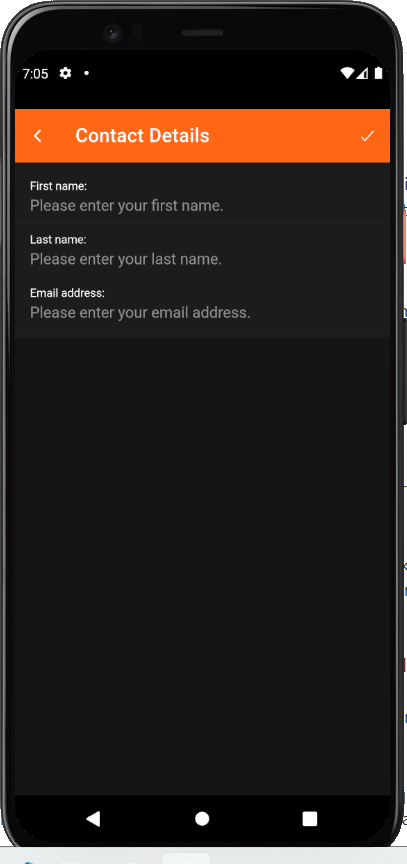 7:05
Contact Details
First name:
Please enter your first name.
Last name:
Please enter your last name.
Email address:
Please enter your email address.